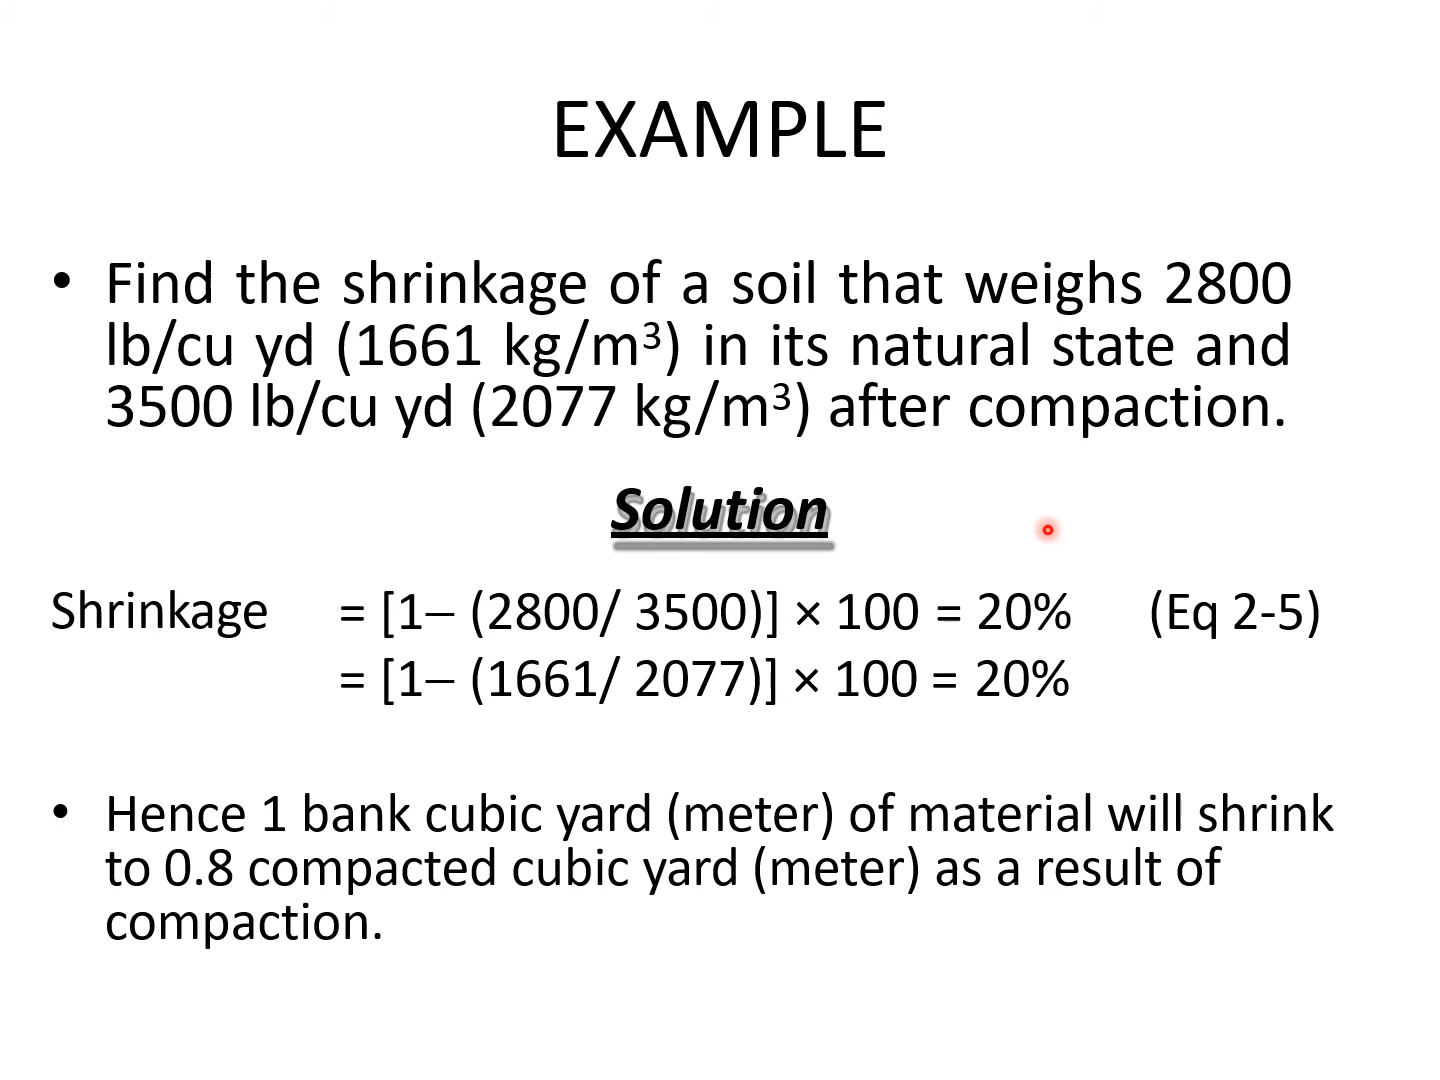 EXAMPLE
• Find the shrinkage of a soil that weighs 2800
lb/cu yd (1661 kg/m³) in its natural state and
3500 lb/cu yd (2077 kg/m³) after compaction.
Solution
Shrinkage = [1– (2800/ 3500)] × 100 = 20% (Eq 2-5)
= [1– (1661/ 2077)] × 100 = 20%
• Hence 1 bank cubic yard (meter) of material will shrink
to 0.8 compacted cubic yard (meter) as a result of
compaction.